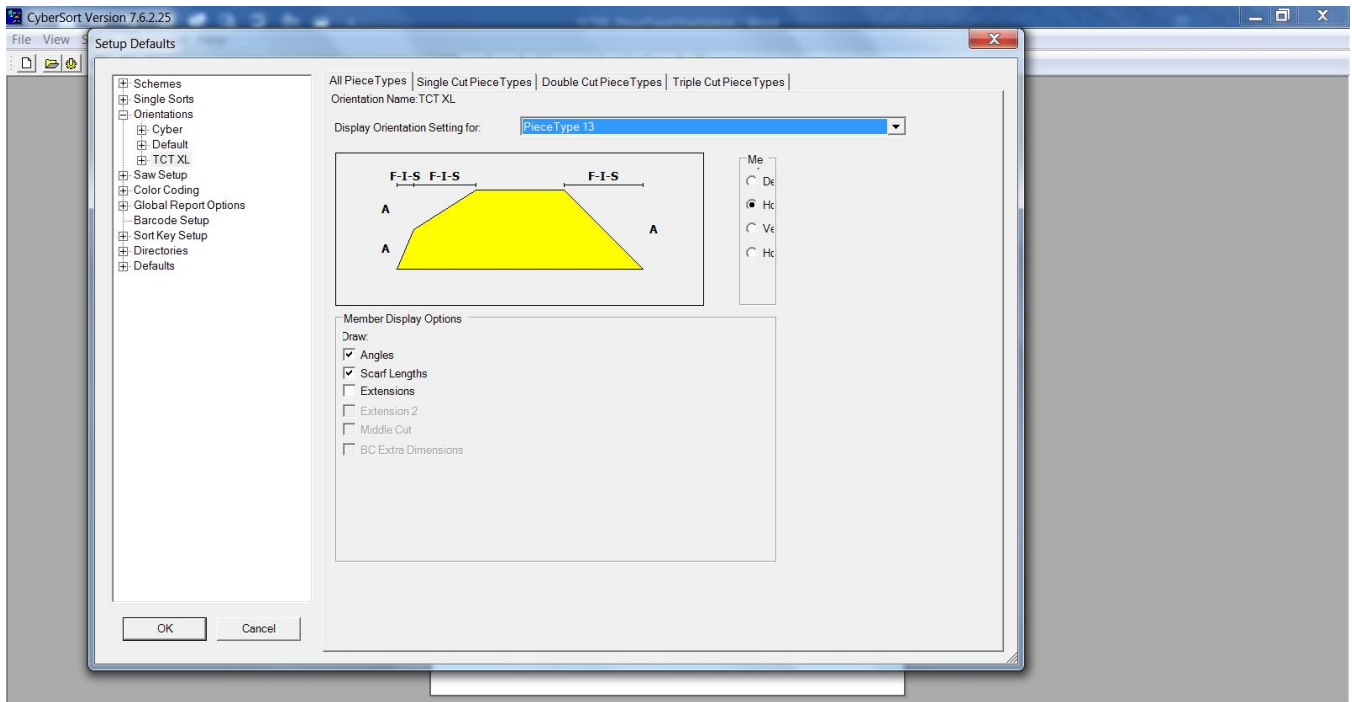 CyberSort Version 7.6.2.25
File View S
Setup Defaults
Schemes
Single Sorts
Orientations
Cyber
Default
TCT XL
Saw Setup
Color Coding
Global Report Options
Barcode Setup
Sort Key Setup
Directories
Defaults
OK Cancel
All PieceTypes Single Cut PieceTypes Double Cut PieceTypes Triple Cut PieceTypes
Orientation Name:TCT XL
Display Orientation Setting for: PieceType 13
F-I-S F-I-S F-I-S
A
A
A
Me
De
Ho
Ve
Ho
Member Display Options
Draw:
Angles
Scarf Lengths
Extensions
Extension 2
Middle Cut
BC Extra Dimensions